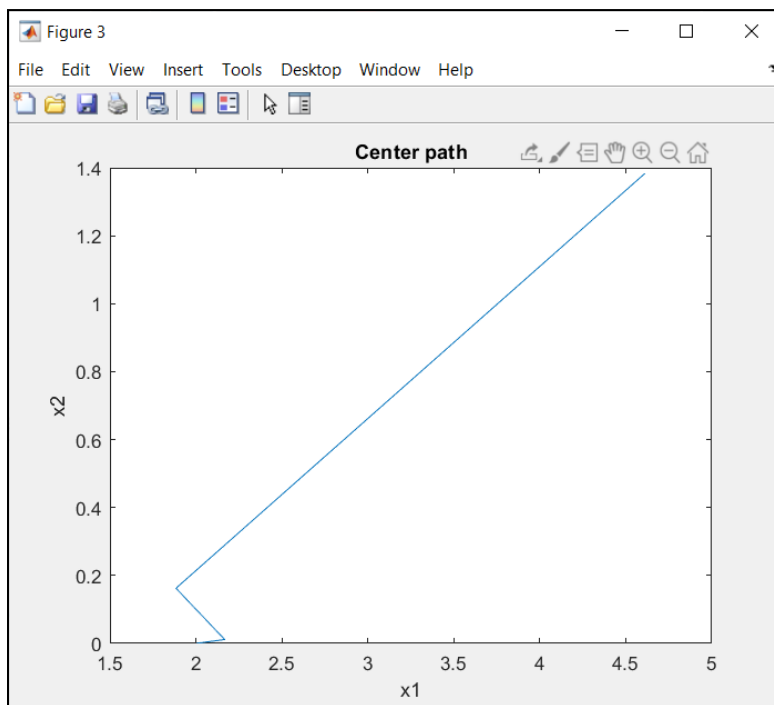 Figure 3
File Edit View Insert Tools Desktop Window Help
Center path
1.4
1.2
1
0.8
0.6
0.4
0.2
0
x2
1.5 2 2.5 3 3.5 4 4.5 5
x1